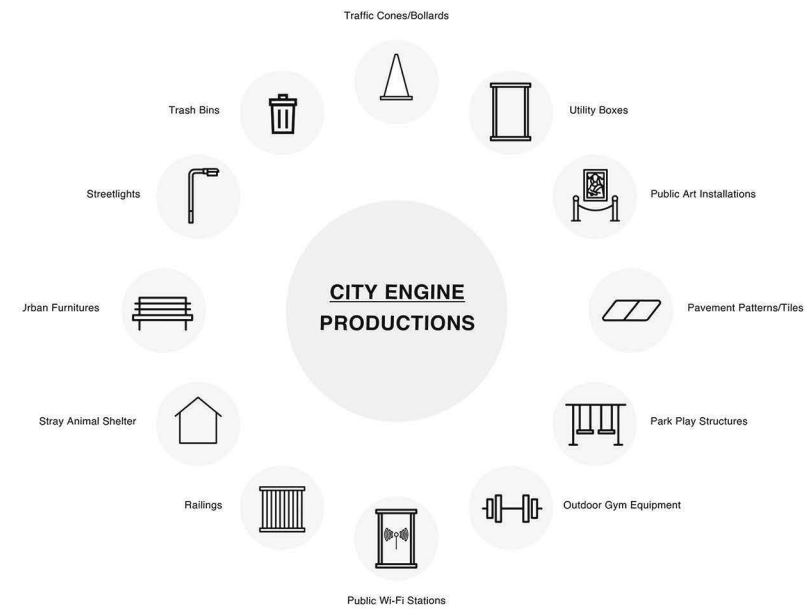 Traffic Cones/Bollards
Trash Bins
Utility Boxes
Streetlights
Public Art Installations
CITY ENGINE
PRODUCTIONS
Jrban Furnitures
Pavement Patterns/Tiles
Stray Animal Shelter
Park Play Structures
Railings
Outdoor Gym Equipment
Public Wi-Fi Stations